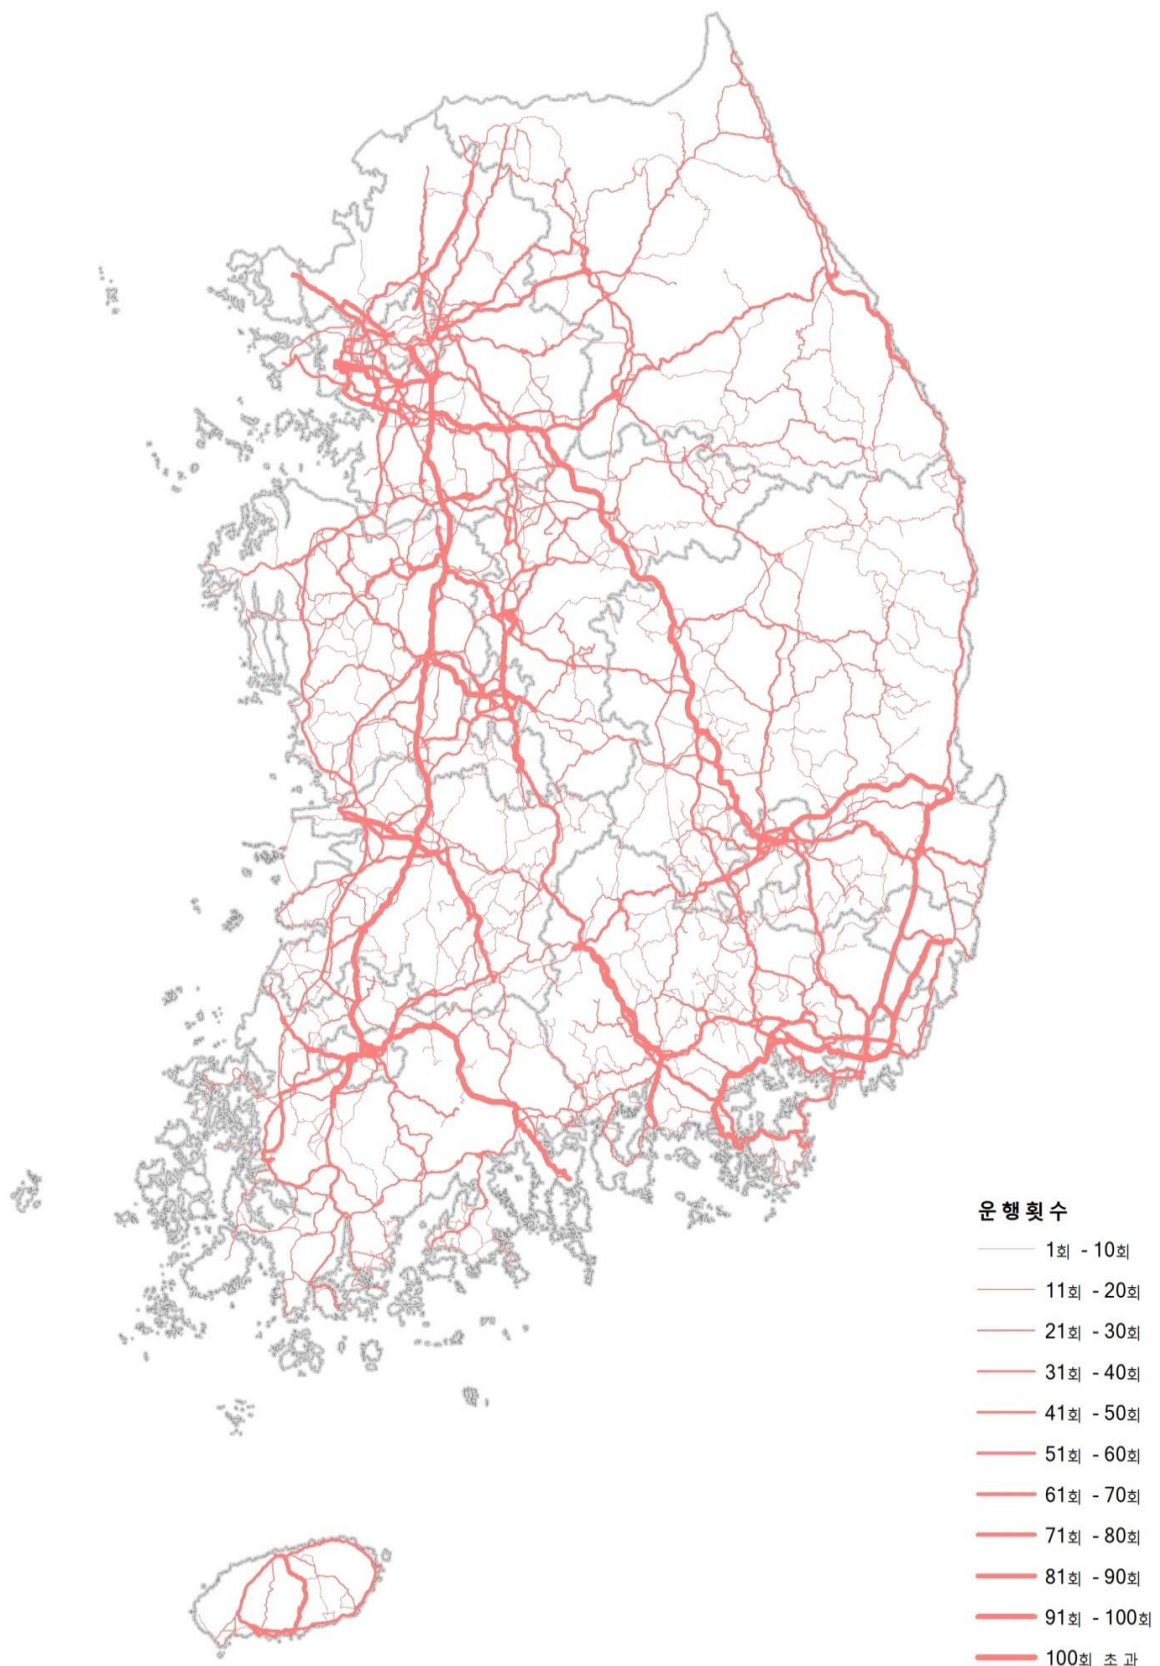 운행횟수
1회 - 10회
11회 - 20회
21회 - 30회
31회 - 40회
41회 - 50회
51회 - 60회
61회 - 70회
71회 - 80회
81회 - 90회
91회 - 100회
100회 초과